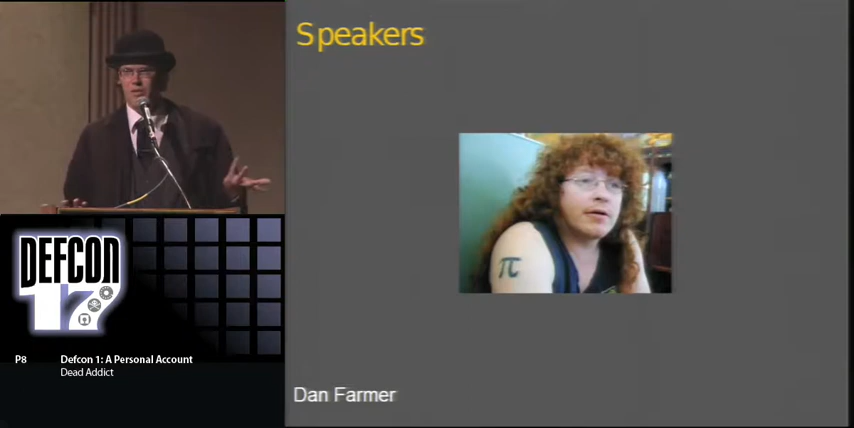 Speakers
π
DEFCON
17
P8 Defcon 1: A Personal Account
Dead Addict
Dan Farmer